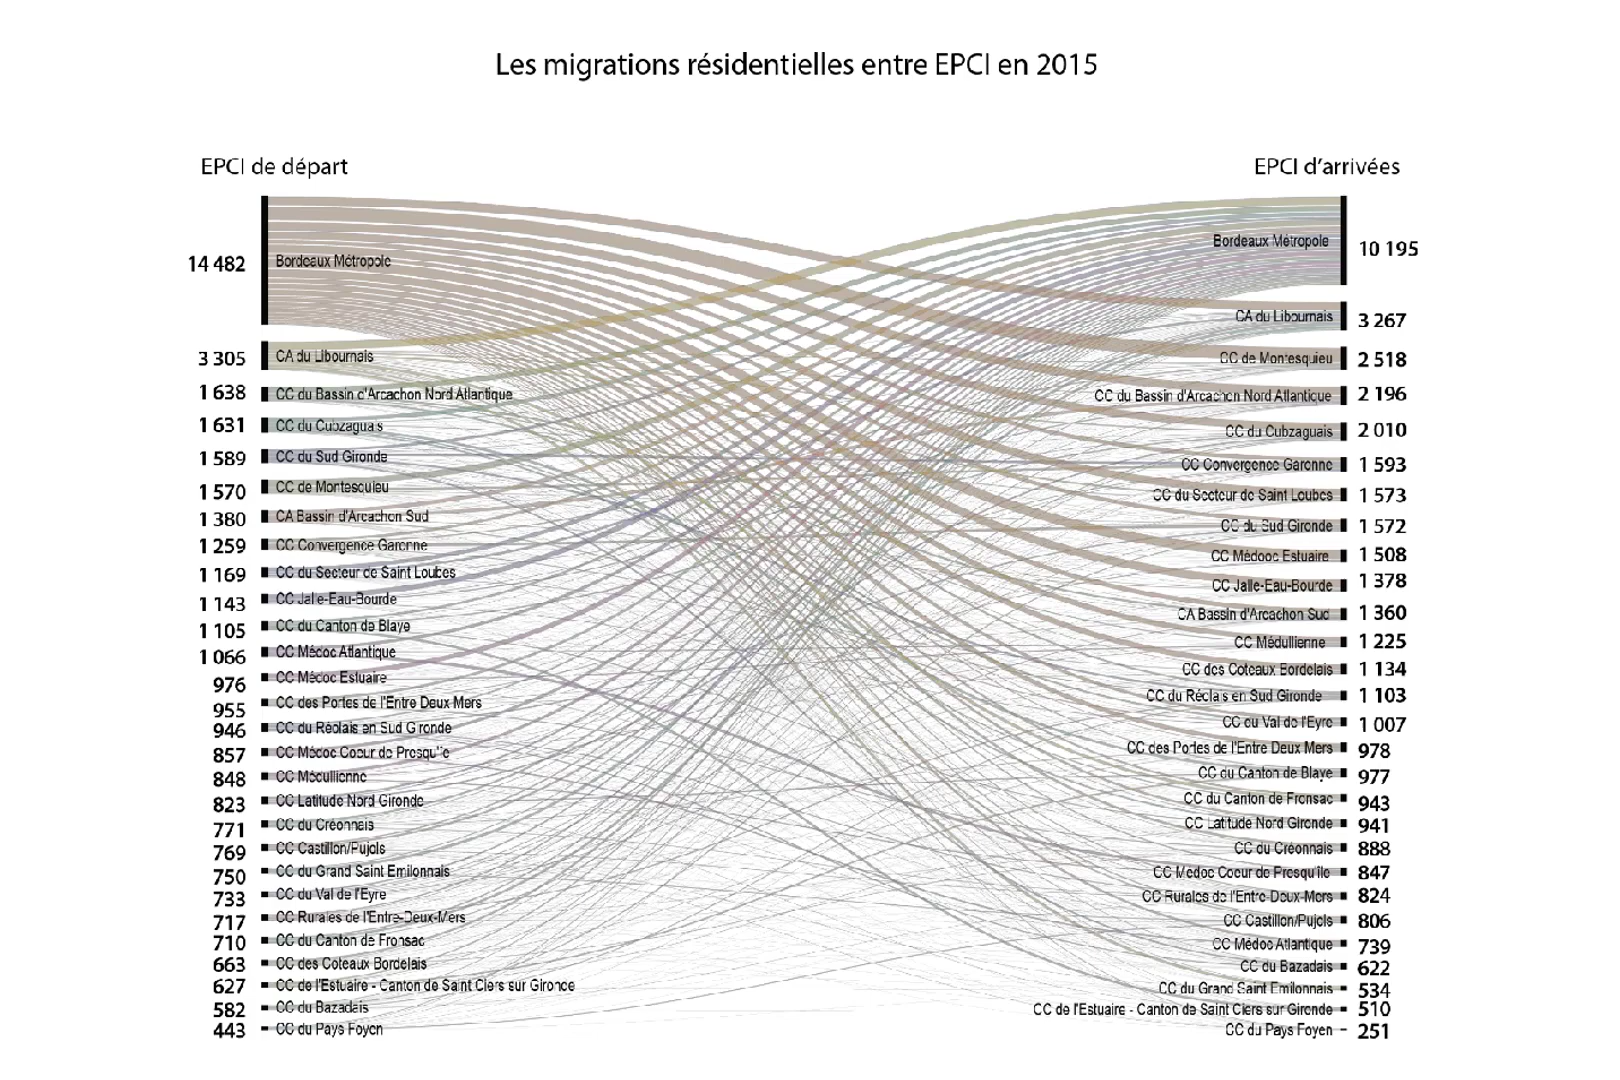 Les migrations résidentielles entre EPCI en 2015
EPCI de départ
14 482 Bordeaux Métropole
3 305 CA du Libournais
1 638 CC du Bassin d'Arcachon Nord Atlantique
1 631 CC du Cubzaguais
1 589 CC du Sud Gironde
1 570 CC de Montesquieu
1 380 CA Bassin d'Arcachon Sud
1 259 CC Convergence Garonne
1 169 CC du Secteur de Saint Loubes
1 143 CC Jalle-Eau-Bourde
1 105 CC du Canton de Blaye
1 066 CC Médoc Atlantique
976 CC Médoc Estuaire
955 CC des Portes de l'Entre Deux Mers
946 CC du Réolais en Sud Gironde
857 CC Médoc Coeur de Presqu'île
848 CC Médullienne
823 CC Latitude Nord Gironde
771 CC du Créonnais
769 CC Castillon/Pujols
750 CC du Grand Saint Emilonnais
733 CC du Val de l'Eyre
717 CC Rurales de l'Entre-Deux-Mers
710 CC du Canton de Fronsac
663 CC des Coteaux Bordelais
627 CC de l'Estuaire - Canton de Saint Ciers sur Gironde
582 CC du Bazadais
443 CC du Pays Foyen
EPCI d'arrivées
Bordeaux Métropole 10 195
CA du Libournais 3 267
CC de Montesquieu 2 518
CC du Bassin d'Arcachon Nord Atlantique 2 196
CC du Cubzaguais 2 010
CC Convergence Garonne 1 593
CC du Secteur de Saint Loubes 1 573
CC du Sud Gironde 1 572
CC Médooc Estuaire 1 508
CC Jalle-Eau-Bourde 1 378
CA Bassin d'Arcachon Sud 1 360
CC Médullienne 1 225
CC des Coteaux Bordelais 1 134
CC du Réolais en Sud Gironde 1 103
CC du Val de l'Eyre 1 007
CC des Portes de l'Entre Deux Mers 978
CC du Canton de Blaye 977
CC du Canton de Fronsac 943
CC Latitude Nord Gironde 941
CC du Créonnais 888
CC Médoc Coeur de Presqu'île 847
CC Rurales de l'Entre-Deux-Mers 824
CC Castillon/Pujols 806
CC Médoc Atlantique 739
CC du Bazadais 622
CC du Grand Saint Emilonnais 534
CC de l'Estuaire - Canton de Saint Ciers sur Gironde 510
CC du Pays Foyen 251